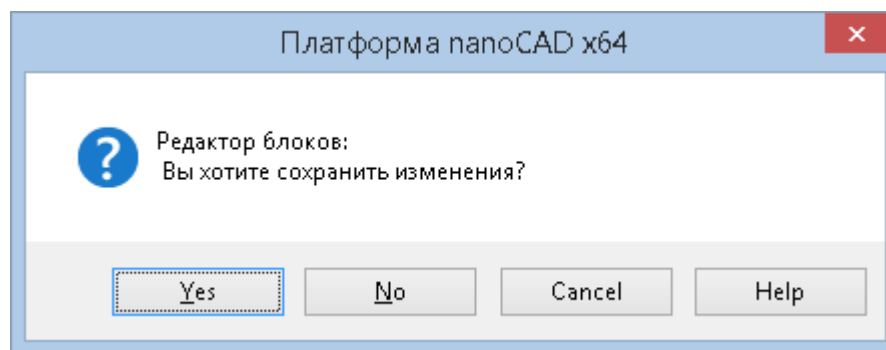 Платформа nanoCAD x64
Редактор блоков:
Вы хотите сохранить изменения?
Yes No Cancel Help